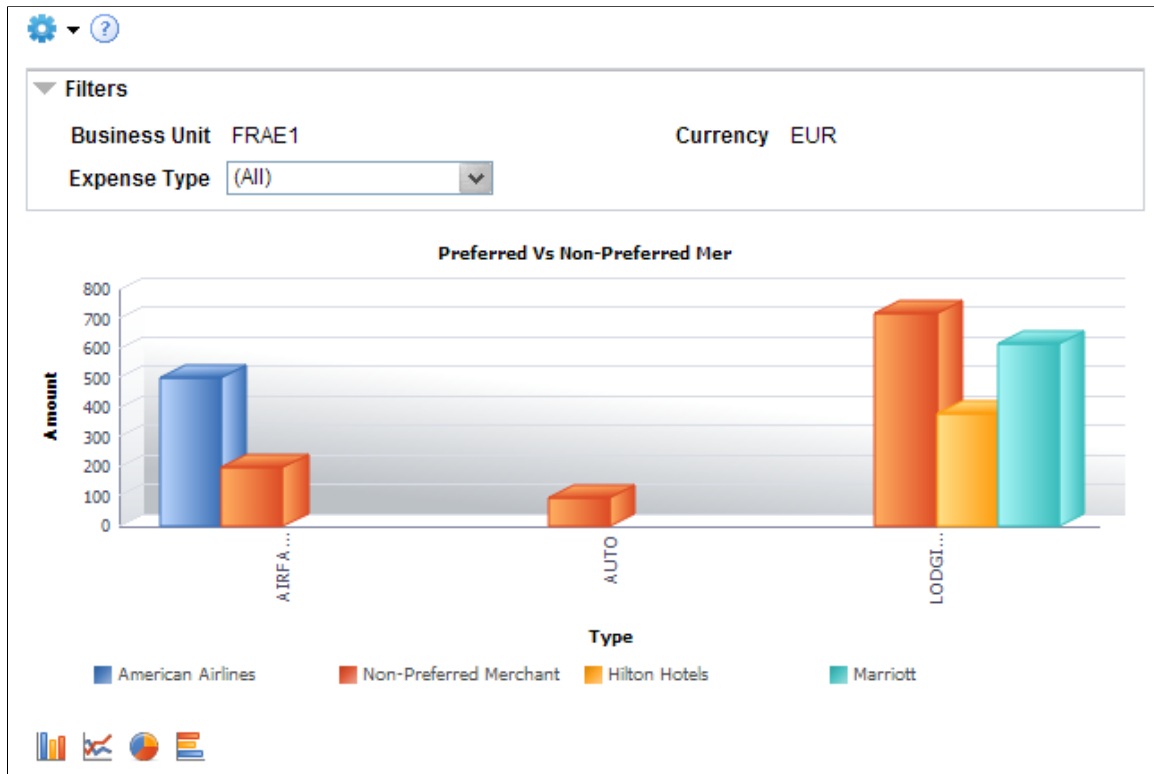 ?
Filters
Business Unit FRAE1 Currency EUR
Expense Type (All)
Preferred Vs Non-Preferred Mer
800
700
600
500
400
300
200
100
0
Amount
AIRFA...
AUTO
LODGI...
Type
American Airlines Non-Preferred Merchant Hilton Hotels Marriott